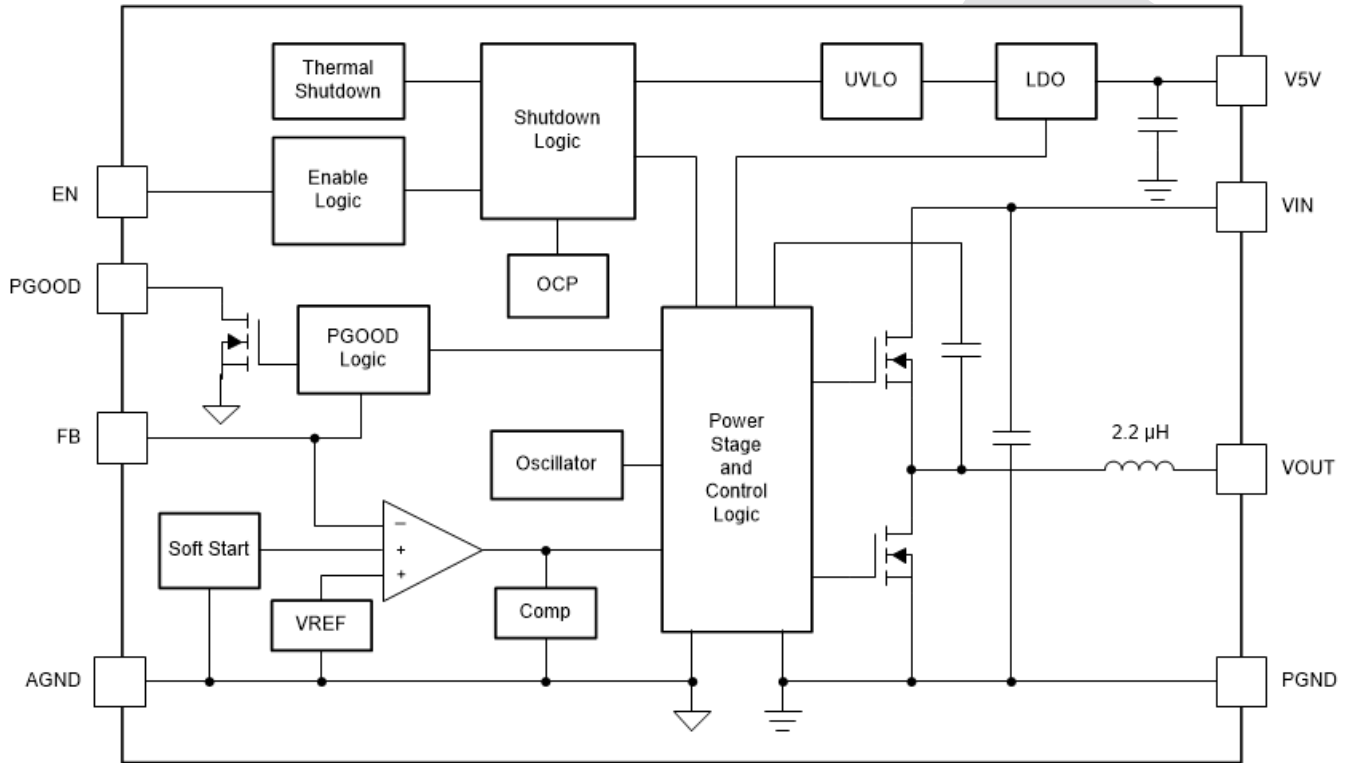 Thermal
Shutdown
Shutdown
Logic
UVLO
LDO
V5V
EN
Enable
Logic
VIN
OCP
PGOOD
PGOOD
Logic
FB
Oscillator
Power
Stage
and
Control
Logic
2.2 µH
VOUT
Soft Start
−
+
+
VREF
Comp
AGND
PGND